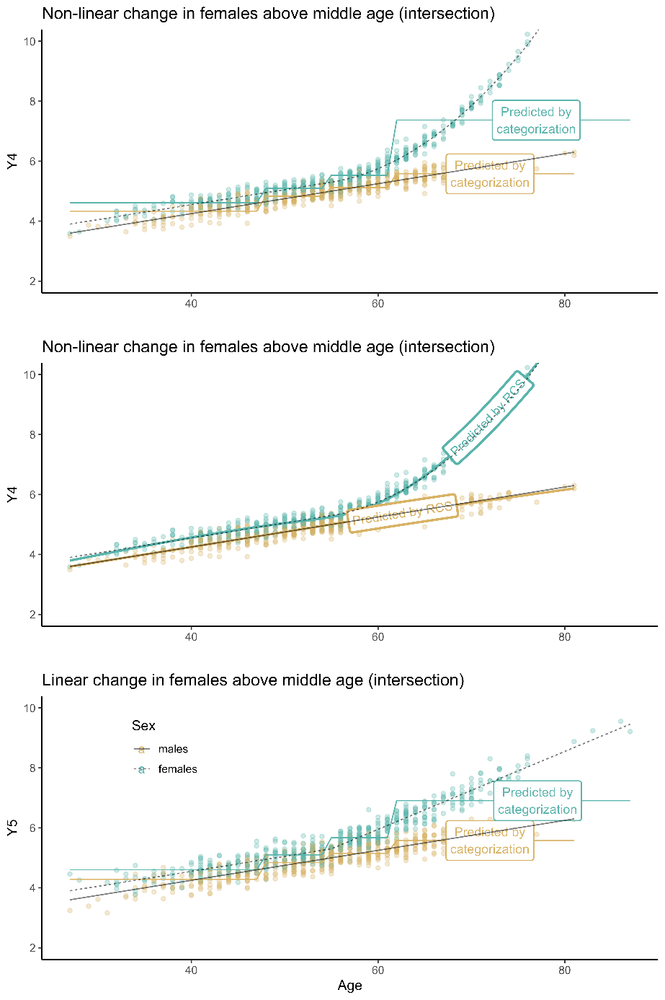 Non-linear change in females above middle age (intersection)
10
8
6
4
2
Y4
Predicted by
categorization
Predicted by
categorization
40
60
80
Non-linear change in females above middle age (intersection)
10
8
6
4
2
Y4
Predicted by RCS
Predicted by RCS
40
60
80
Linear change in females above middle age (intersection)
10
8
6
4
2
Y5
Sex
a males
a females
Predicted by
categorization
Predicted by
categorization
40
60
80
Age